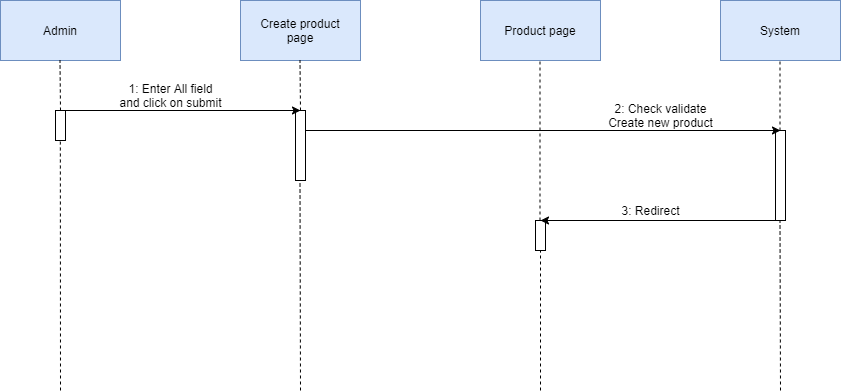 Admin
Create product
page
Product page
System
1: Enter All field
and click on submit
2: Check validate
Create new product
3: Redirect